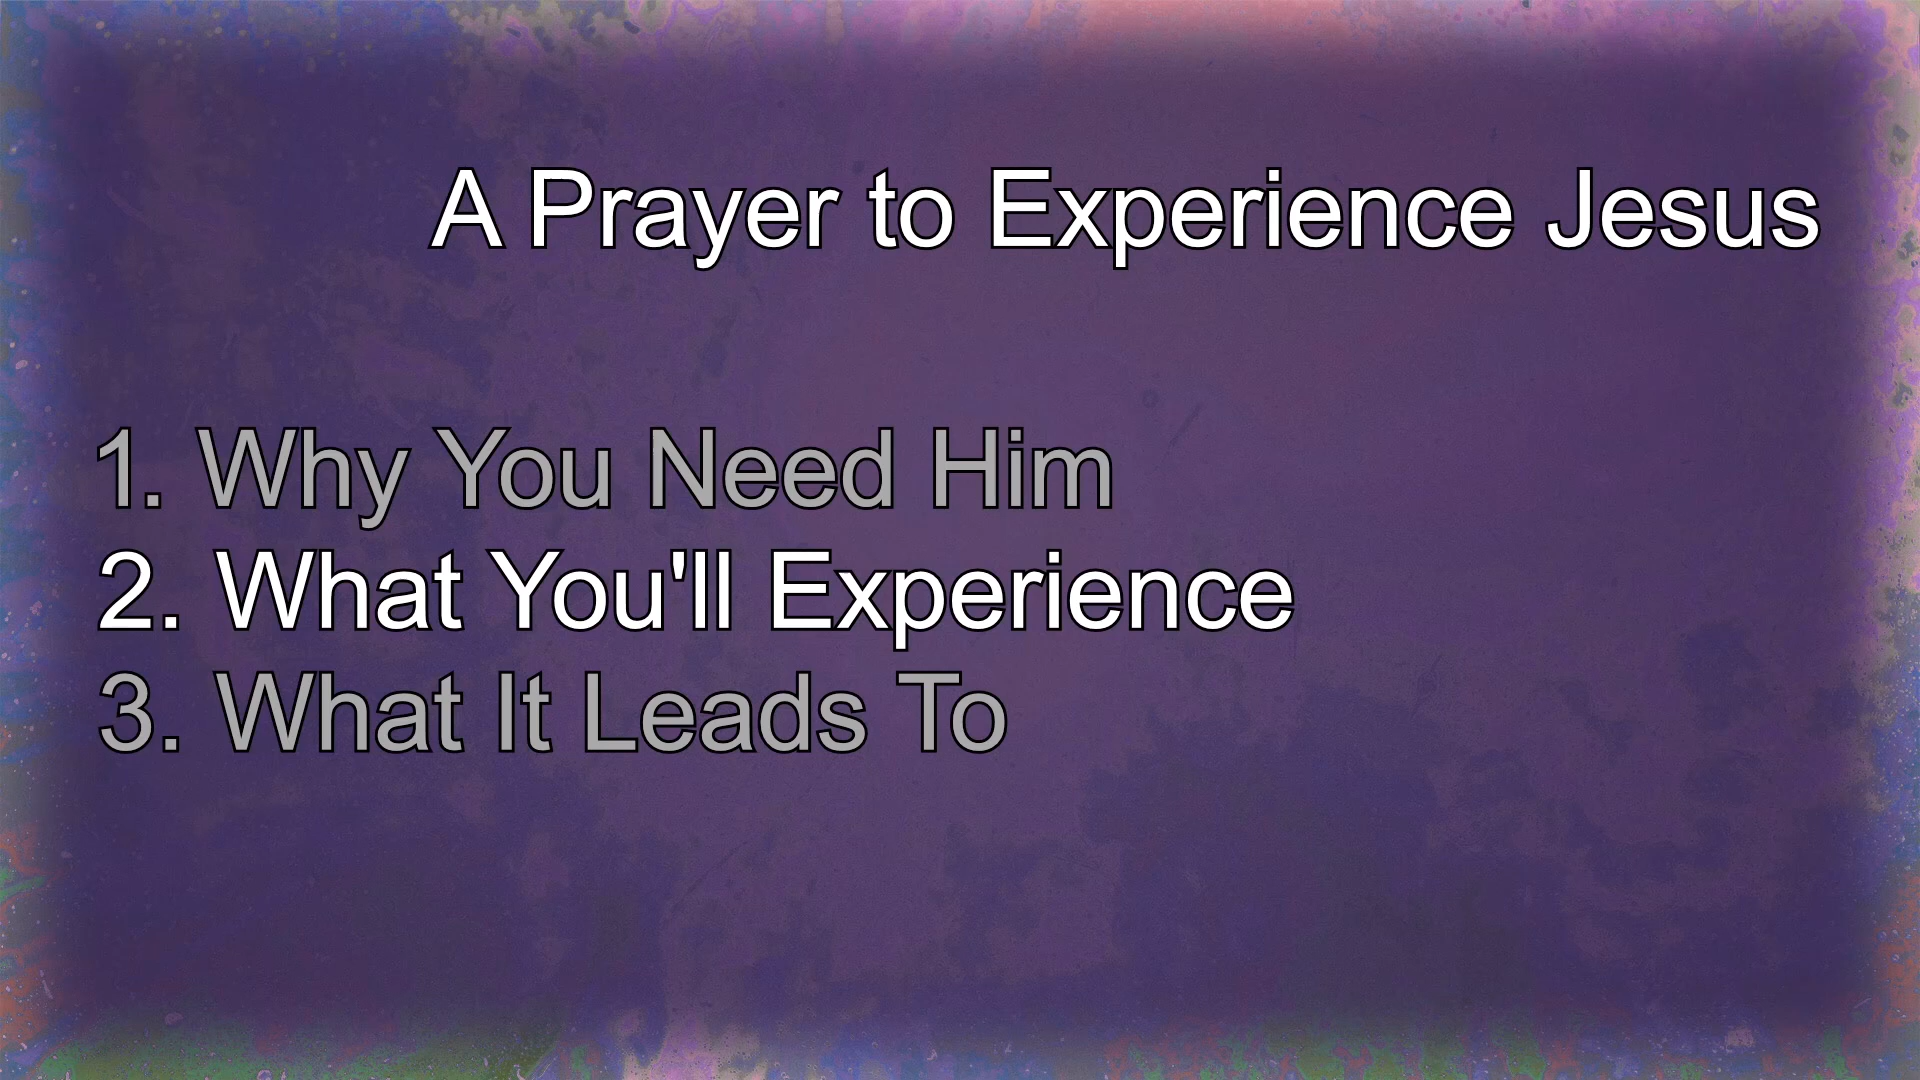 A Prayer to Experience Jesus
1. Why You Need Him
2. What You'll Experience
3. What It Leads To